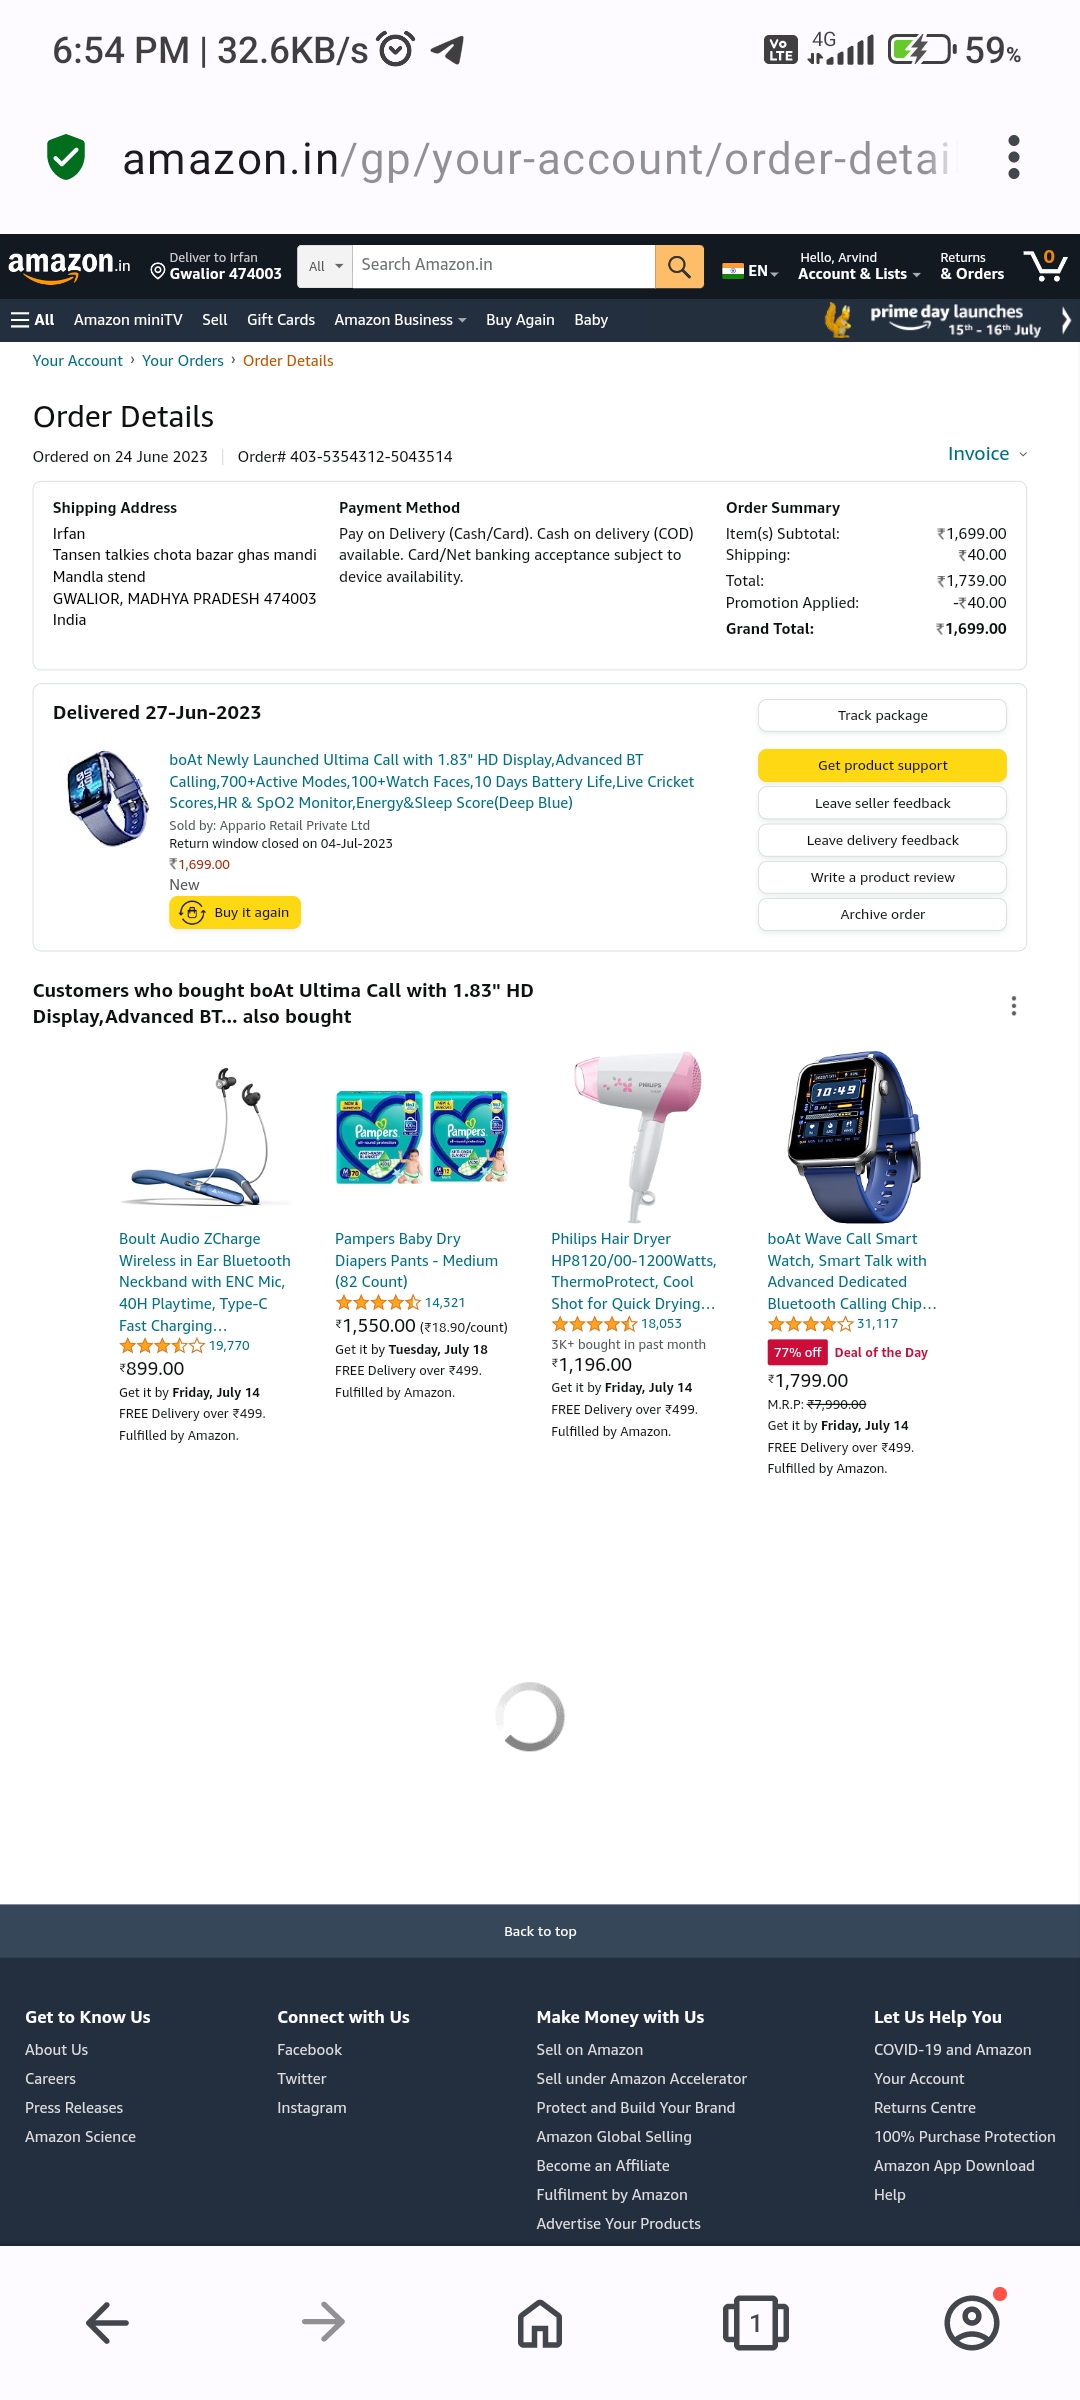 6:54 PM | 32.6KB/s
Vo LTE 4G 59%
amazon.in/gp/your-account/order-detai
amazon.in
Deliver to Irfan
Gwalior 474003
All
Search Amazon.in
EN
Hello, Arvind
Account & Lists
Returns
& Orders
0
All Amazon miniTV Sell Gift Cards Amazon Business Buy Again Baby
prime day launches
15th - 16th July
Your Account › Your Orders › Order Details
Order Details
Ordered on 24 June 2023 | Order# 403-5354312-5043514
Invoice
Shipping Address
Irfan
Tansen talkies chota bazar ghas mandi
Mandla stend
GWALIOR, MADHYA PRADESH 474003
India
Payment Method
Pay on Delivery (Cash/Card). Cash on delivery (COD)
available. Card/Net banking acceptance subject to
device availability.
Order Summary
Item(s) Subtotal: ₹1,699.00
Shipping: ₹40.00
Total: ₹1,739.00
Promotion Applied: -₹40.00
Grand Total: ₹1,699.00
Delivered 27-Jun-2023
boAt Newly Launched Ultima Call with 1.83" HD Display,Advanced BT
Calling,700+Active Modes,100+Watch Faces,10 Days Battery Life,Live Cricket
Scores,HR & SpO2 Monitor,Energy&Sleep Score(Deep Blue)
Sold by: Appario Retail Private Ltd
Return window closed on 04-Jul-2023
₹1,699.00
New
Buy it again
Track package
Get product support
Leave seller feedback
Leave delivery feedback
Write a product review
Archive order
Customers who bought boAt Ultima Call with 1.83" HD
Display,Advanced BT... also bought
Pampers
Pampers
PHILIPS
10:49
Boult Audio ZCharge
Wireless in Ear Bluetooth
Neckband with ENC Mic,
40H Playtime, Type-C
Fast Charging…
19,770
₹899.00
Get it by Friday, July 14
FREE Delivery over ₹499.
Fulfilled by Amazon.
Pampers Baby Dry
Diapers Pants - Medium
(82 Count)
14,321
₹1,550.00 (₹18.90/count)
Get it by Tuesday, July 18
FREE Delivery over ₹499.
Fulfilled by Amazon.
Philips Hair Dryer
HP8120/00-1200Watts,
ThermoProtect, Cool
Shot for Quick Drying…
18,053
3K+ bought in past month
₹1,196.00
Get it by Friday, July 14
FREE Delivery over ₹499.
Fulfilled by Amazon.
boAt Wave Call Smart
Watch, Smart Talk with
Advanced Dedicated
Bluetooth Calling Chip…
31,117
77% off Deal of the Day
₹1,799.00
M.R.P: ₹7,990.00
Get it by Friday, July 14
FREE Delivery over ₹499.
Fulfilled by Amazon.
Back to top
Get to Know Us
About Us
Careers
Press Releases
Amazon Science
Connect with Us
Facebook
Twitter
Instagram
Make Money with Us
Sell on Amazon
Sell under Amazon Accelerator
Protect and Build Your Brand
Amazon Global Selling
Become an Affiliate
Fulfilment by Amazon
Advertise Your Products
Let Us Help You
COVID-19 and Amazon
Your Account
Returns Centre
100% Purchase Protection
Amazon App Download
Help
1